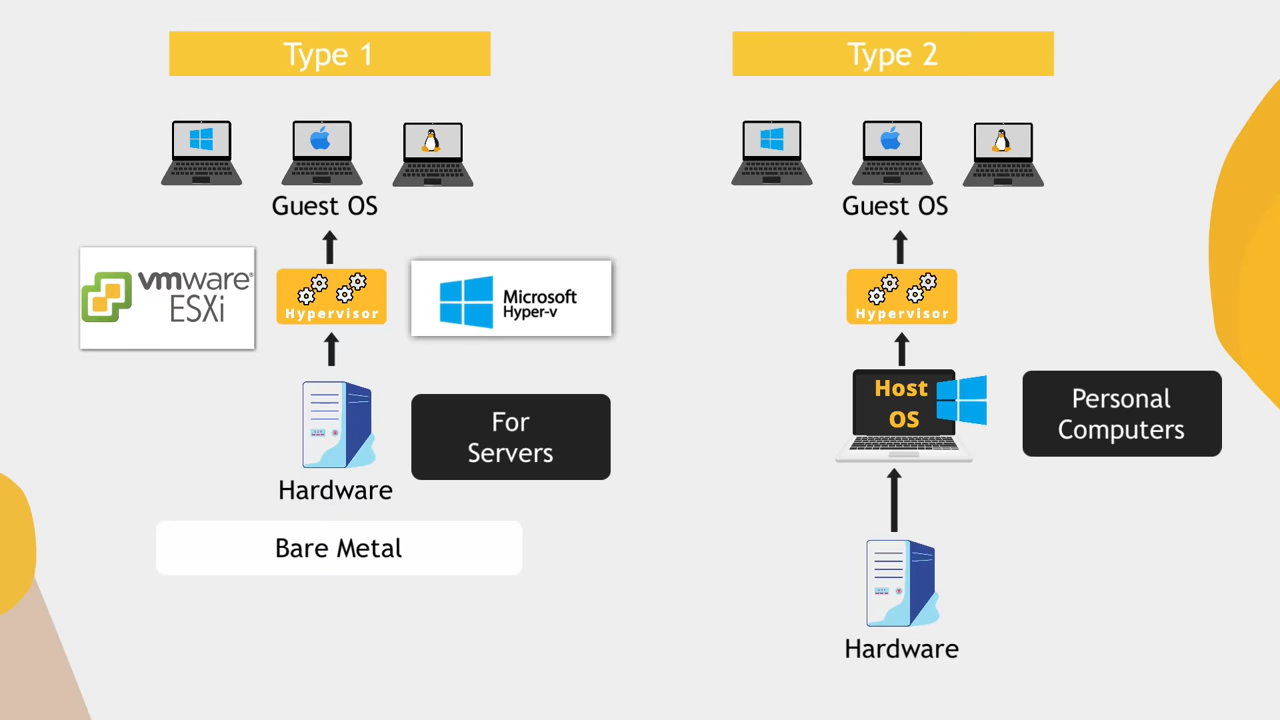 Type 1
Guest OS
vmware®
ESXi
Hypervisor
Microsoft
Hyper-v
For
Servers
Hardware
Bare Metal
Type 2
Guest OS
Hypervisor
Host
OS
Personal
Computers
Hardware